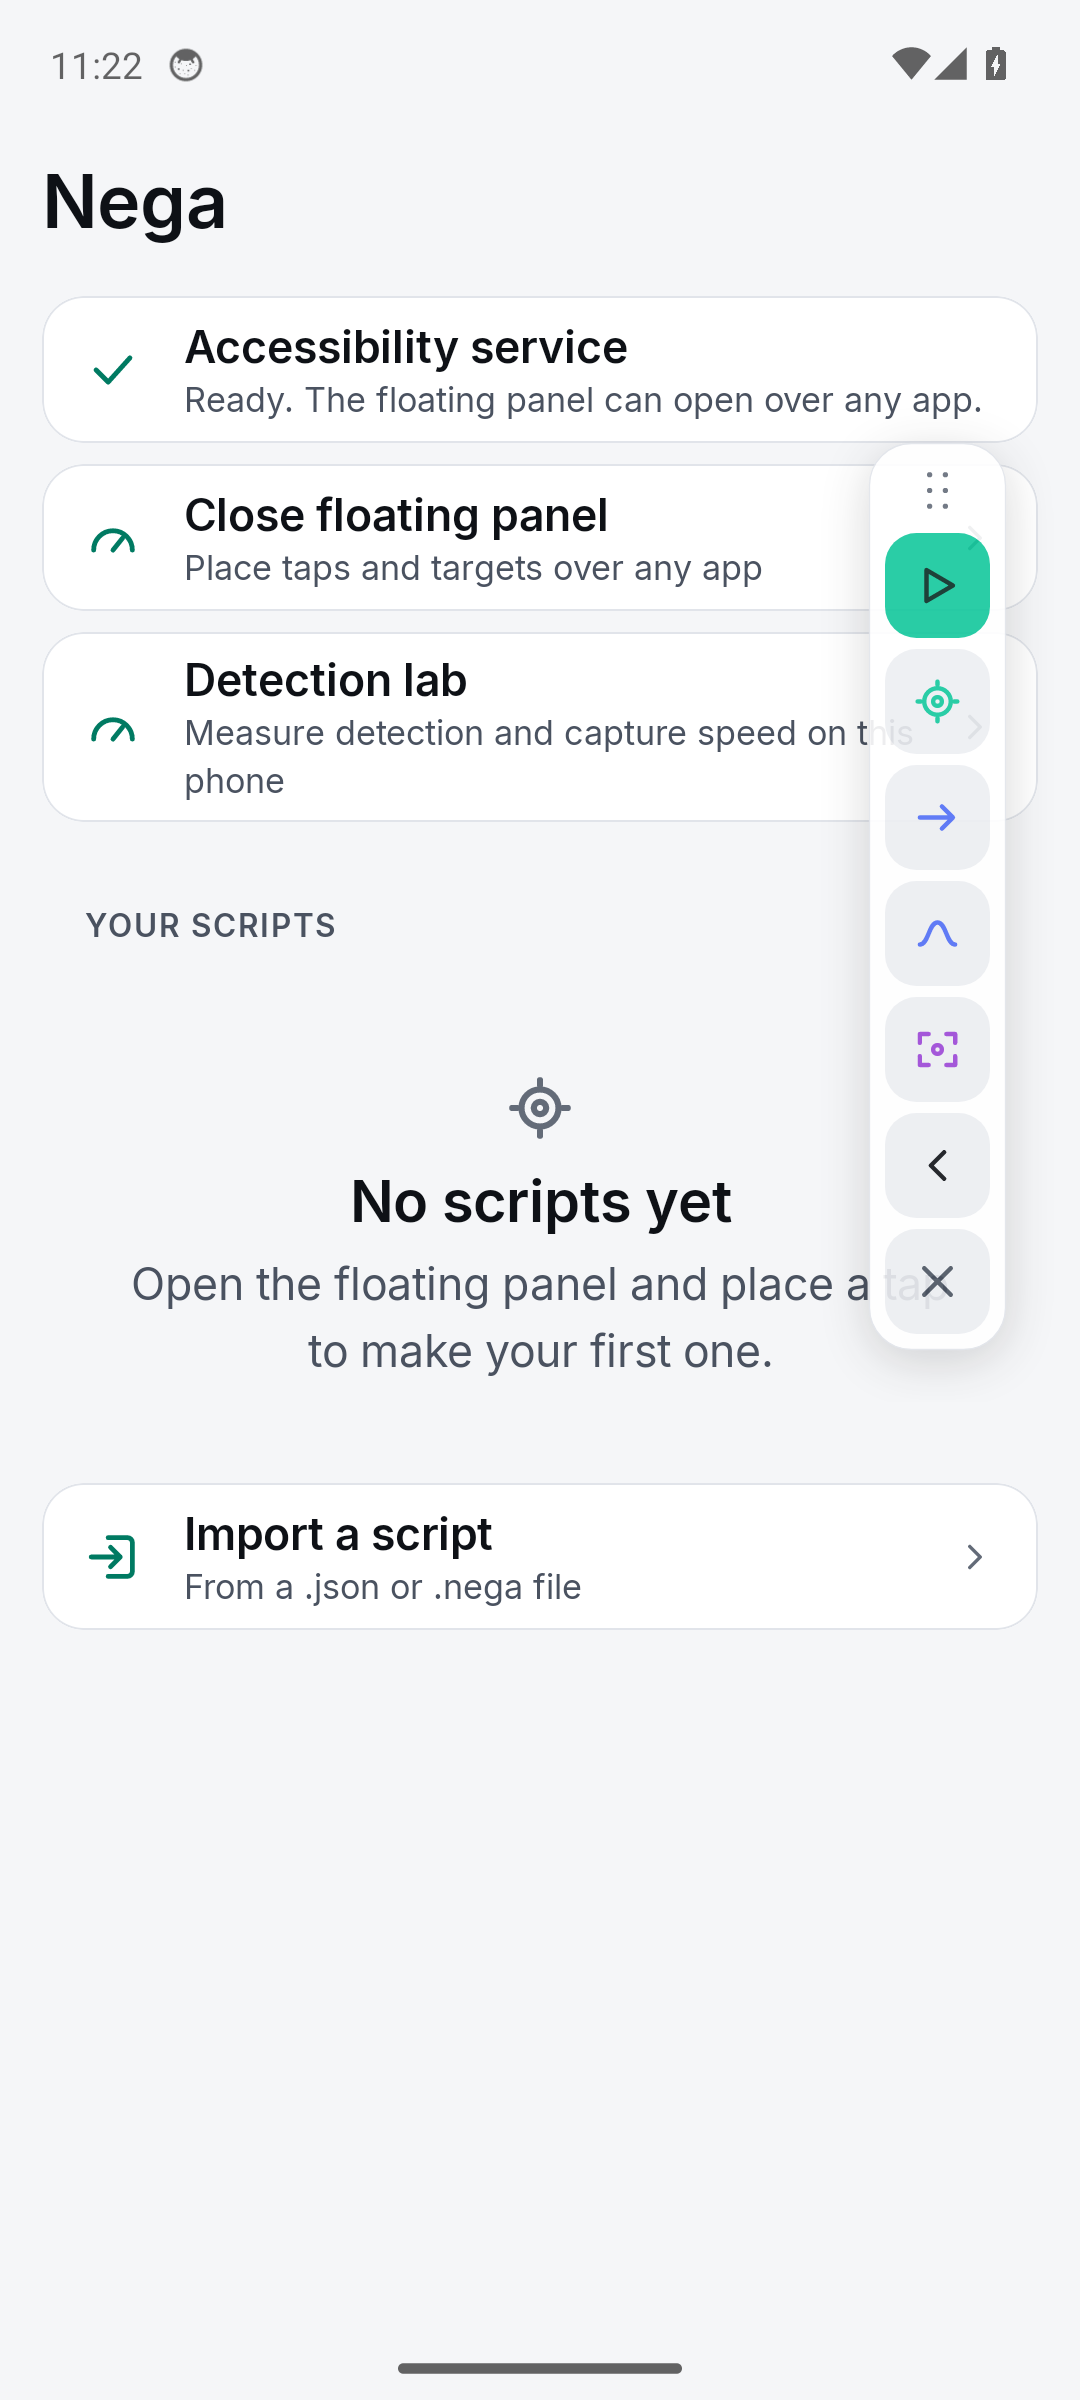 11:22
Nega
Accessibility service
Ready. The floating panel can open over any app.
Close floating panel
Place taps and targets over any app
Detection lab
Measure detection and capture speed on this
phone
YOUR SCRIPTS
No scripts yet
Open the floating panel and place a tap
to make your first one.
Import a script
From a .json or .nega file